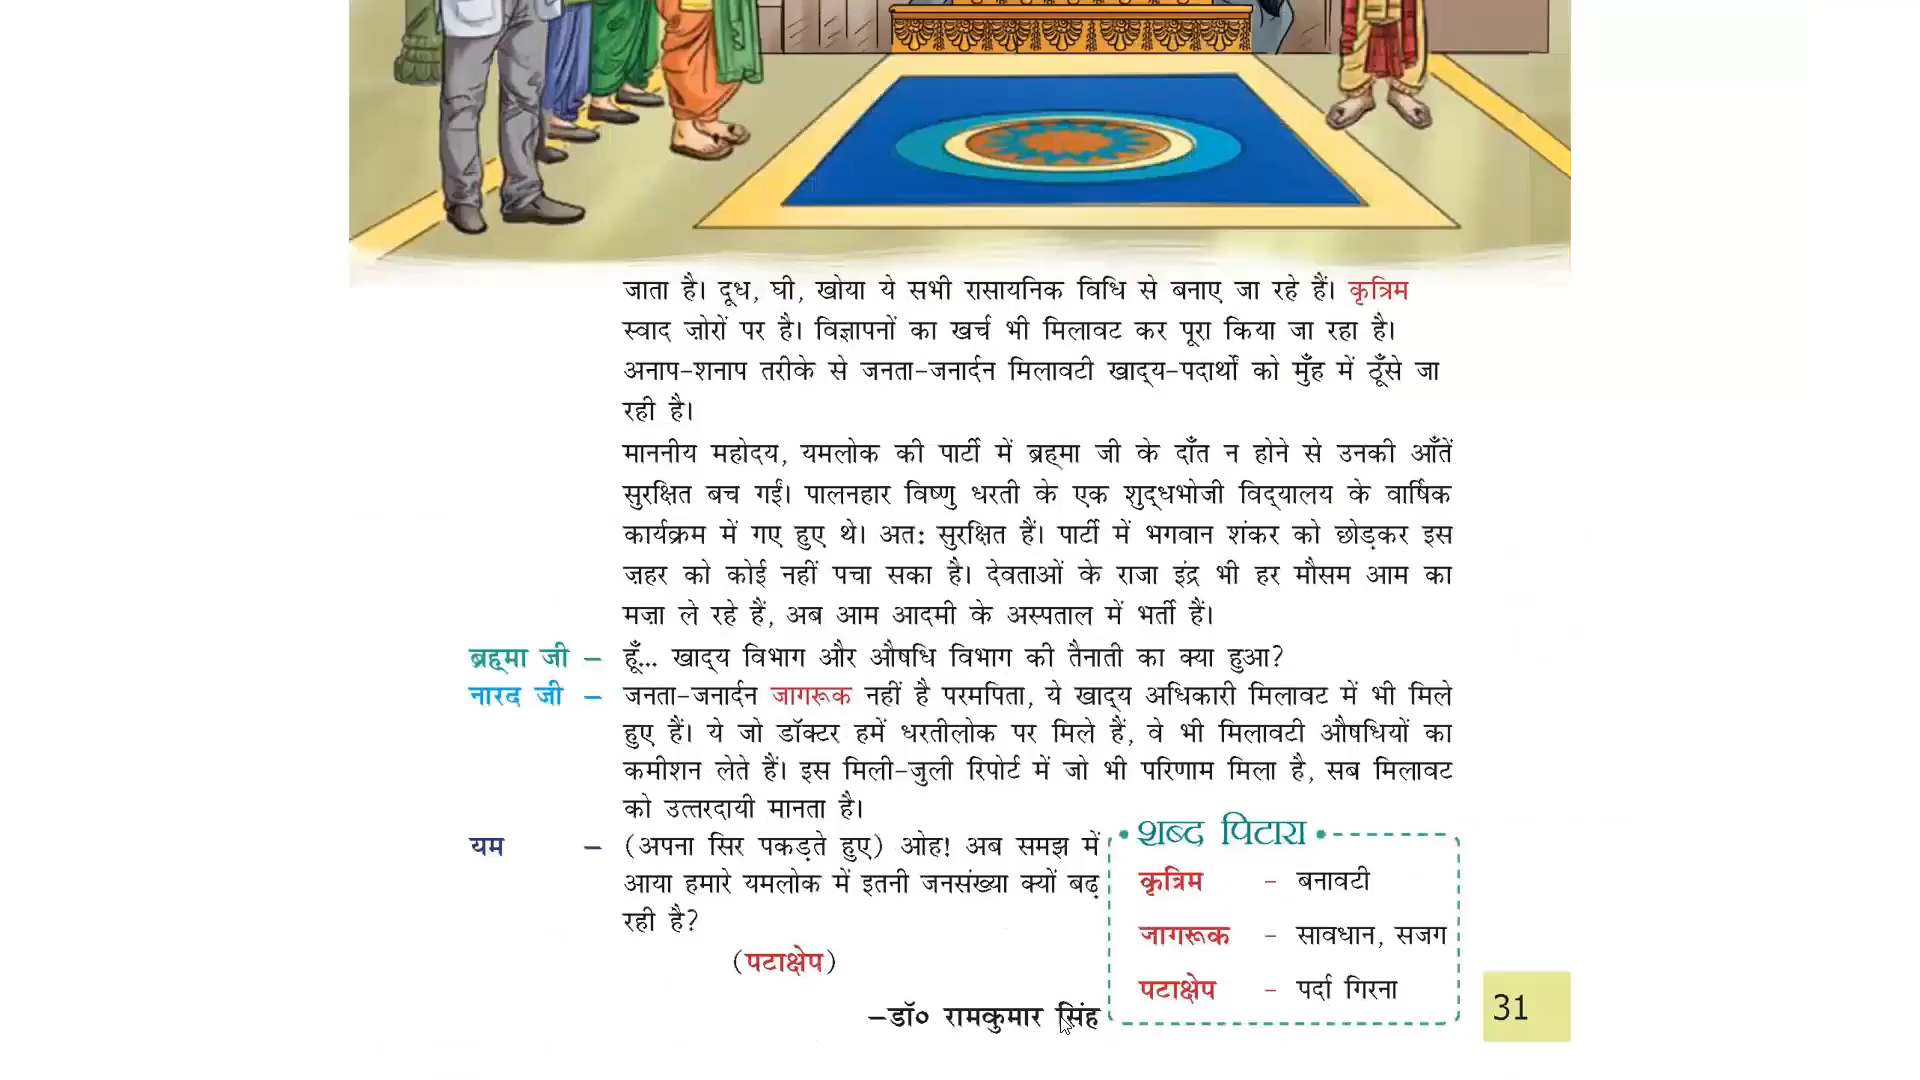 जाता है। दूध, घी, खोया ये सभी रासायनिक विधि से बनाए जा रहे हैं। कृत्रिम
स्वाद ज़ोरों पर है। विज्ञापनों का खर्च भी मिलावट कर पूरा किया जा रहा है।
अनाप-शनाप तरीके से जनता-जनार्दन मिलावटी खाद्य-पदार्थों को मुँह में ठूँसे जा
रही है।
माननीय महोदय, यमलोक की पार्टी में ब्रह्मा जी के दाँत न होने से उनकी आँतें
सुरक्षित बच गईं। पालनहार विष्णु धरती के एक शुद्धभोजी विद्यालय के वार्षिक
कार्यक्रम में गए हुए थे। अतः सुरक्षित हैं। पार्टी में भगवान शंकर को छोड़कर इस
ज़हर को कोई नहीं पचा सका है। देवताओं के राजा इंद्र भी हर मौसम आम का
मज़ा ले रहे हैं, अब आम आदमी के अस्पताल में भर्ती हैं।
ब्रह्मा जी – हूँ... खाद्य विभाग और औषधि विभाग की तैनाती का क्या हुआ?
नारद जी – जनता-जनार्दन जागरूक नहीं है परमपिता, ये खाद्य अधिकारी मिलावट में भी मिले
हुए हैं। ये जो डॉक्टर हमें धरतीलोक पर मिले हैं, वे भी मिलावटी औषधियों का
कमीशन लेते हैं। इस मिली-जुली रिपोर्ट में जो भी परिणाम मिला है, सब मिलावट
को उत्तरदायी मानता है।
यम – (अपना सिर पकड़ते हुए) ओह! अब समझ में
आया हमारे यमलोक में इतनी जनसंख्या क्यों बढ़
रही है?
(पटाक्षेप)
–डॉ० रामकुमार सिंह
शब्द पिटारा
कृत्रिम – बनावटी
जागरूक – सावधान, सजग
पटाक्षेप – पर्दा गिरना
31